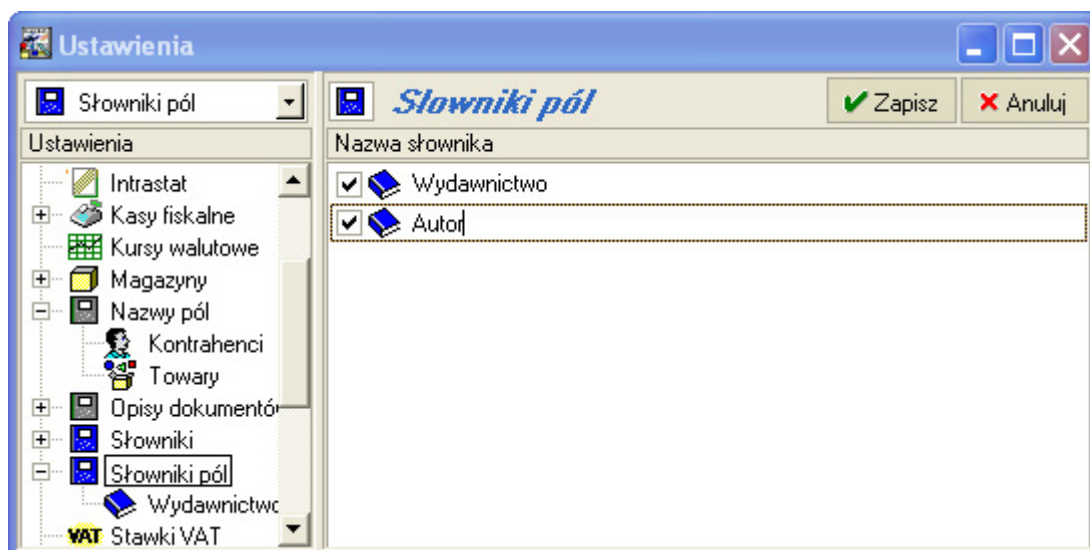 Ustawienia
Słowniki pól
Słowniki pól
Zapisz
Anuluj
Ustawienia
Nazwa słownika
Intrastat
Kasy fiskalne
Kursy walutowe
Magazyny
Nazwy pól
Kontrahenci
Towary
Opisy dokumentó
Słowniki
Słowniki pól
Wydawnictwo
VAT Stawki VAT
Wydawnictwo
Autor